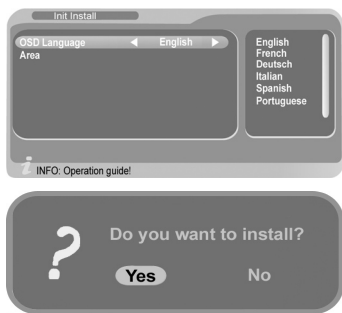 Init Install
OSD Language English
Area
English
French
Deutsch
Italian
Spanish
Portuguese
INFO: Operation guide!
Do you want to install?
Yes No